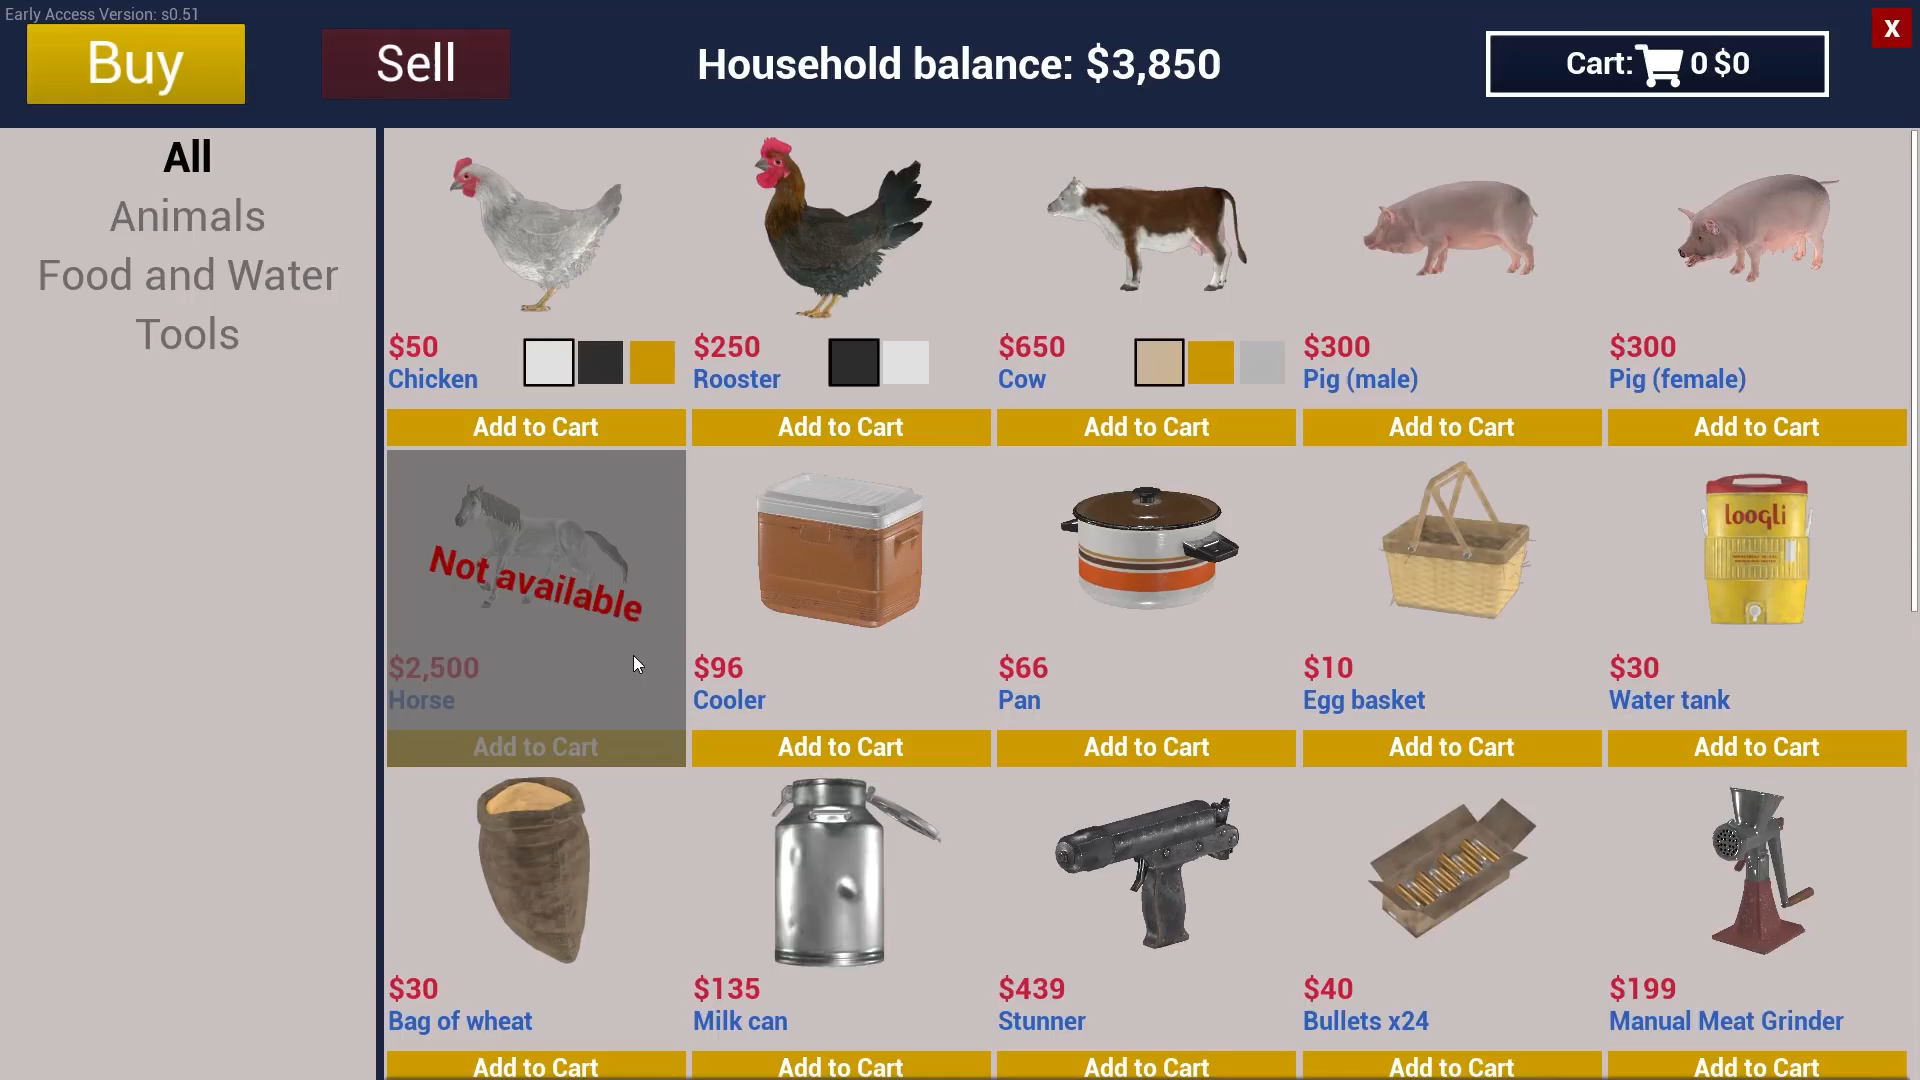 Early Access Version: s0.51
Buy
Sell
Household balance: $3,850
Cart: 0 $0
X
All
Animals
Food and Water
Tools
$50
Chicken
Add to Cart
$250
Rooster
Add to Cart
$650
Cow
Add to Cart
$300
Pig (male)
Add to Cart
$300
Pig (female)
Add to Cart
Not available
$2,500
Horse
Add to Cart
$96
Cooler
Add to Cart
$66
Pan
Add to Cart
$10
Egg basket
Add to Cart
loogli
$30
Water tank
Add to Cart
$30
Bag of wheat
Add to Cart
$135
Milk can
Add to Cart
$439
Stunner
Add to Cart
$40
Bullets x24
Add to Cart
$199
Manual Meat Grinder
Add to Cart